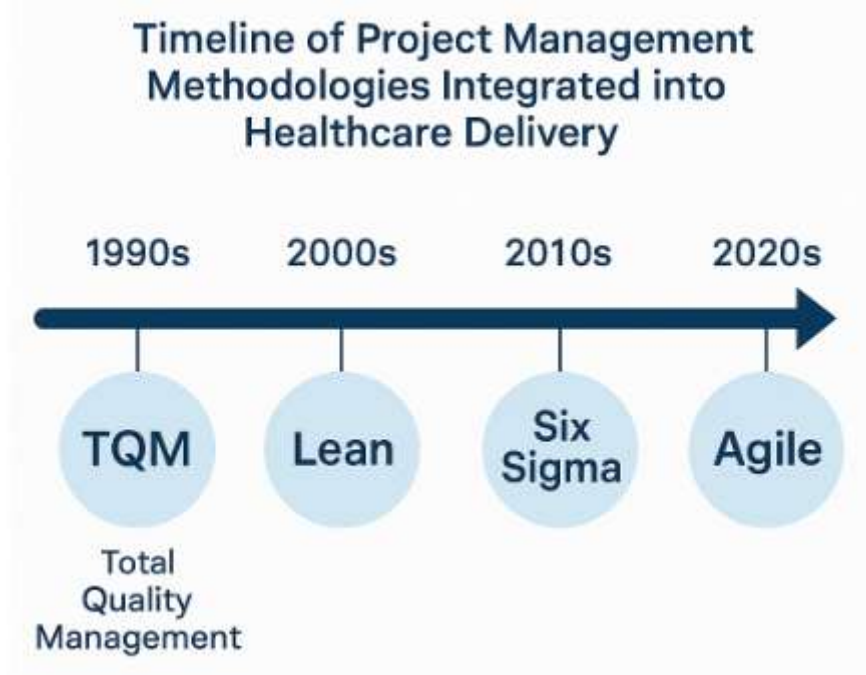 Timeline of Project Management
Methodologies Integrated into
Healthcare Delivery
1990s
2000s
2010s
2020s
TQM
Lean
Six
Sigma
Agile
Total
Quality
Management